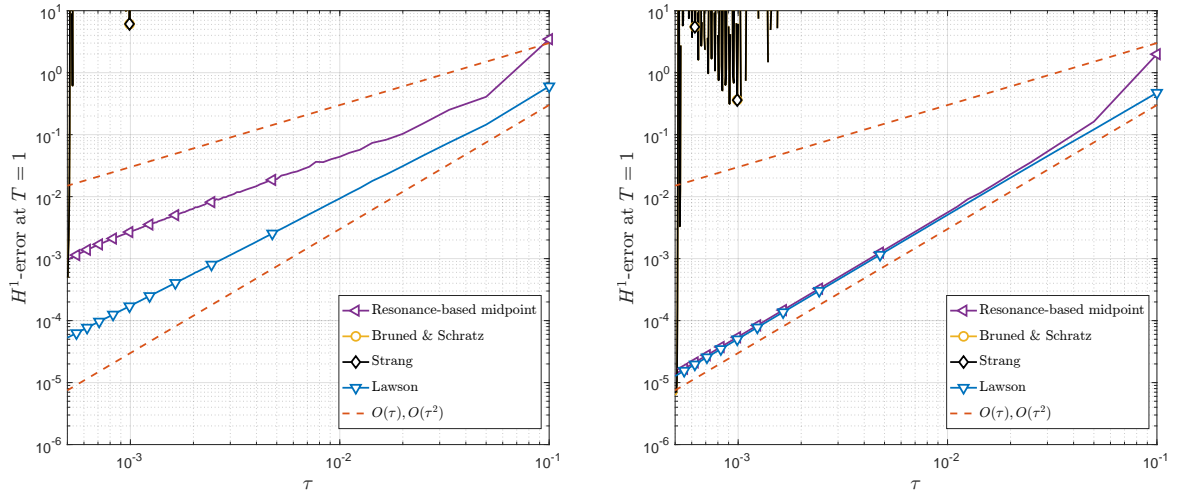 10^1
10^0
10^-1
10^-2
10^-3
10^-4
10^-5
10^-6
H^1-error at T = 1
Resonance-based midpoint
Bruned & Schratz
Strang
Lawson
O(τ), O(τ^2)
10^-3
10^-2
10^-1
τ
10^1
10^0
10^-1
10^-2
10^-3
10^-4
10^-5
10^-6
H^1-error at T = 1
Resonance-based midpoint
Bruned & Schratz
Strang
Lawson
O(τ), O(τ^2)
10^-3
10^-2
10^-1
τ